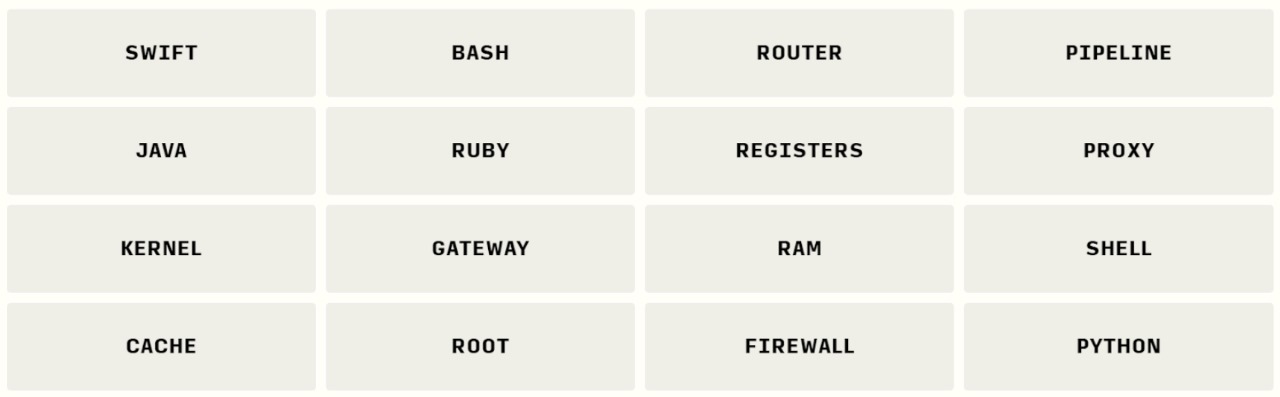 SWIFT BASH ROUTER PIPELINE
JAVA RUBY REGISTERS PROXY
KERNEL GATEWAY RAM SHELL
CACHE ROOT FIREWALL PYTHON